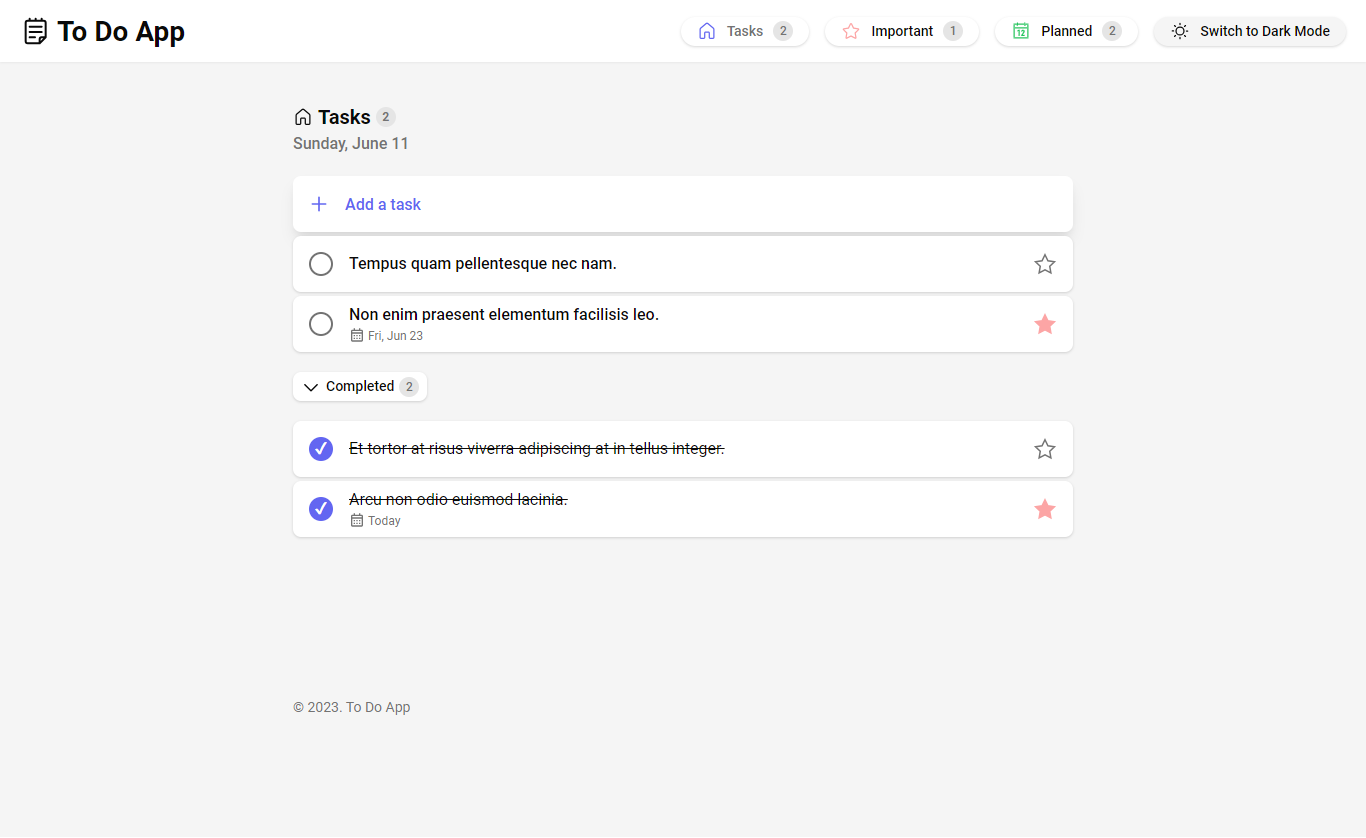 To Do App
Tasks 2
Important 1
Planned 2
Switch to Dark Mode
Tasks 2
Sunday, June 11
Add a task
Tempus quam pellentesque nec nam.
Non enim praesent elementum facilisis leo.
Fri, Jun 23
Completed 2
Et tortor at risus viverra adipiscing at in tellus integer.
Arcu non odio euismod lacinia.
Today
© 2023. To Do App